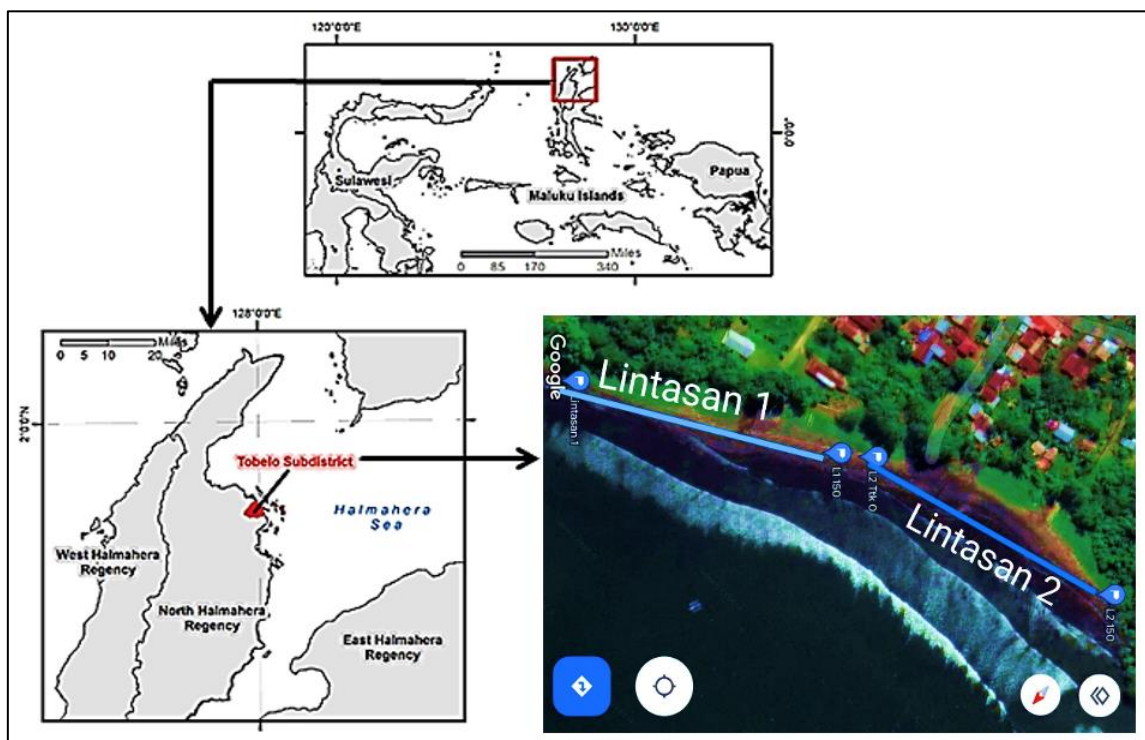 120°0'0"E
130°0'0"E
0°0'0"
Sulawesi
Maluku Islands
Papua
Miles
0 85 170 340
128°0'0"E
Miles
0 5 10 20
2°0'0"N
Tobelo Subdistrict
Halmahera
Sea
West Halmahera
Regency
North Halmahera
Regency
East Halmahera
Regency
Google
Lintasan 1
Lintasan 1
L1 150
L2 Ttk 0
Lintasan 2
L2 150